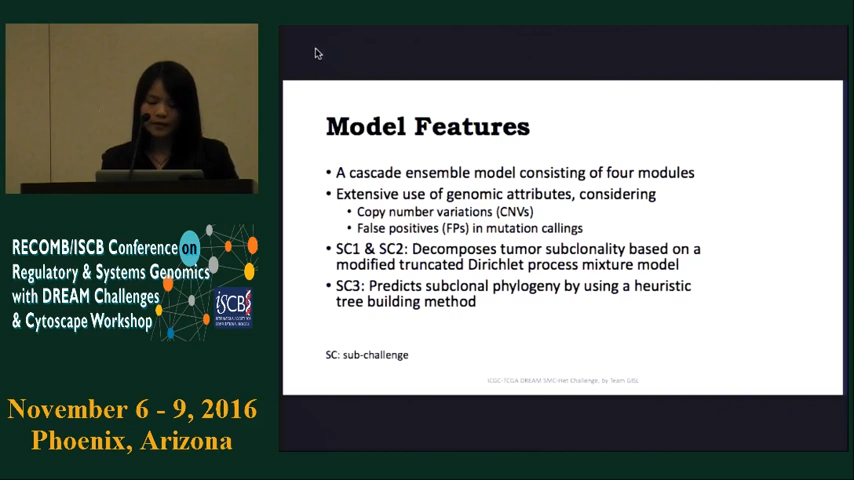 RECOMB/ISCB Conference on
Regulatory & Systems Genomics
with DREAM Challenges
& Cytoscape Workshop
iSCB
November 6 - 9, 2016
Phoenix, Arizona
Model Features
• A cascade ensemble model consisting of four modules
• Extensive use of genomic attributes, considering
• Copy number variations (CNVs)
• False positives (FPs) in mutation callings
• SC1 & SC2: Decomposes tumor subclonality based on a
modified truncated Dirichlet process mixture model
• SC3: Predicts subclonal phylogeny by using a heuristic
tree building method
SC: sub-challenge
ICGC-TCGA DREAM SMC-Het Challenge, by Team GISL